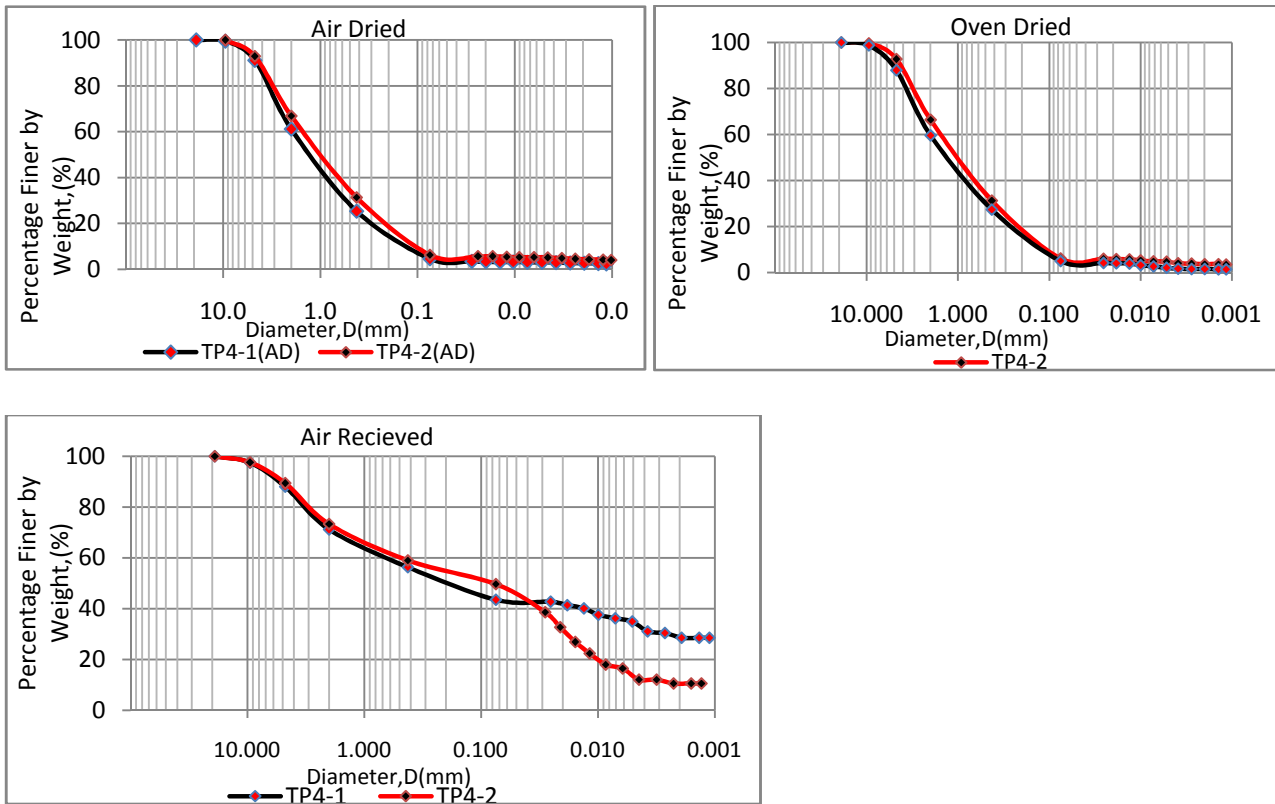 Air Dried
Percentage Finer by
Weight,(%)
100
80
60
40
20
0
10.0 1.0 0.1 0.0 0.0
Diameter,D(mm)
TP4-1(AD) TP4-2(AD)
Oven Dried
Percentage Finer by
Weight,(%)
100
80
60
40
20
0
10.000 1.000 0.100 0.010 0.001
Diameter,D(mm)
TP4-2
Air Recieved
Percentage Finer by
Weight,(%)
100
80
60
40
20
0
10.000 1.000 0.100 0.010 0.001
Diameter,D(mm)
TP4-1 TP4-2